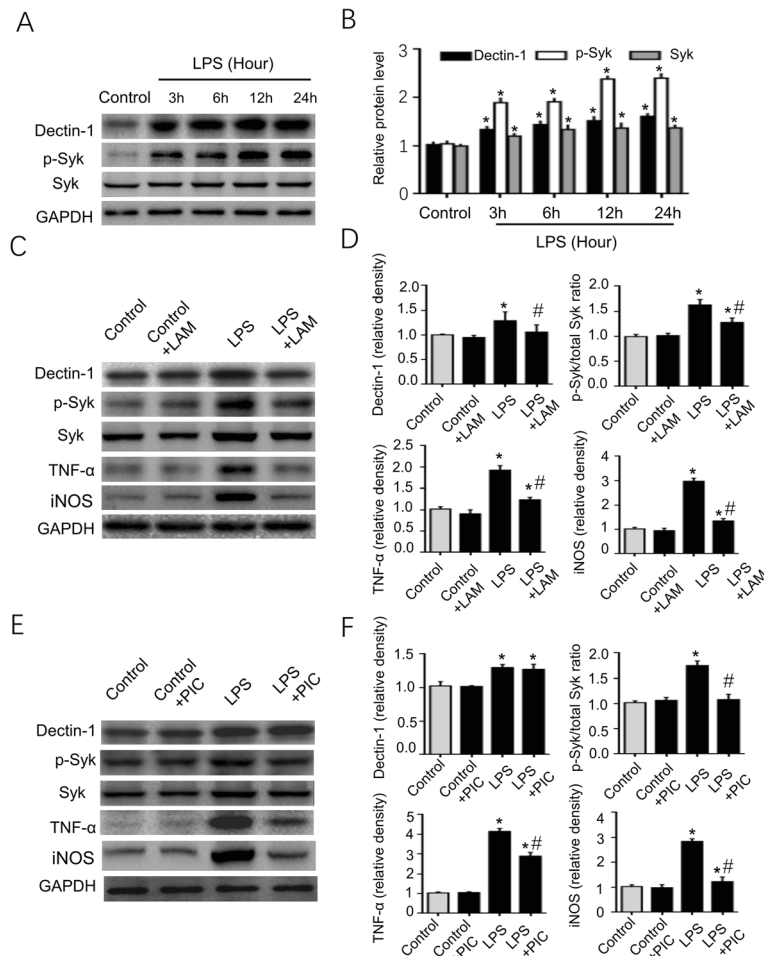 A
LPS (Hour)
Control 3h 6h 12h 24h
Dectin-1
p-Syk
Syk
GAPDH
B
Relative protein level
3
2
1
0
Dectin-1 p-Syk Syk
* * * * * * * * * * * *
Control 3h 6h 12h 24h
LPS (Hour)
C
Control
Control
+LAM
LPS
LPS
+LAM
Dectin-1
p-Syk
Syk
TNF-α
iNOS
GAPDH
D
Dectin-1 (relative density)
2.0
1.5
1.0
0.5
0.0
* #
Control
Control
+LAM
LPS
LPS
+LAM
p-Syk/total Syk ratio
2.0
1.5
1.0
0.5
0.0
* *#
Control
Control
+LAM
LPS
LPS
+LAM
TNF-α (relative density)
2.5
2.0
1.5
1.0
0.5
0.0
* *#
Control
Control
+LAM
LPS
LPS
+LAM
iNOS (relative density)
4
3
2
1
0
* *#
Control
Control
+LAM
LPS
LPS
+LAM
E
Control
Control
+PIC
LPS
LPS
+PIC
Dectin-1
p-Syk
Syk
TNF-α
iNOS
GAPDH
F
Dectin-1 (relative density)
1.5
1.0
0.5
0.0
* *
Control
Control
+PIC
LPS
LPS
+PIC
p-Syk/total Syk ratio
2.0
1.5
1.0
0.5
0.0
* #
Control
Control
+PIC
LPS
LPS
+PIC
TNF-α (relative density)
5
4
3
2
1
0
* *#
Control
Control
+PIC
LPS
LPS
+PIC
iNOS (relative density)
4
3
2
1
0
* *#
Control
Control
+PIC
LPS
LPS
+PIC